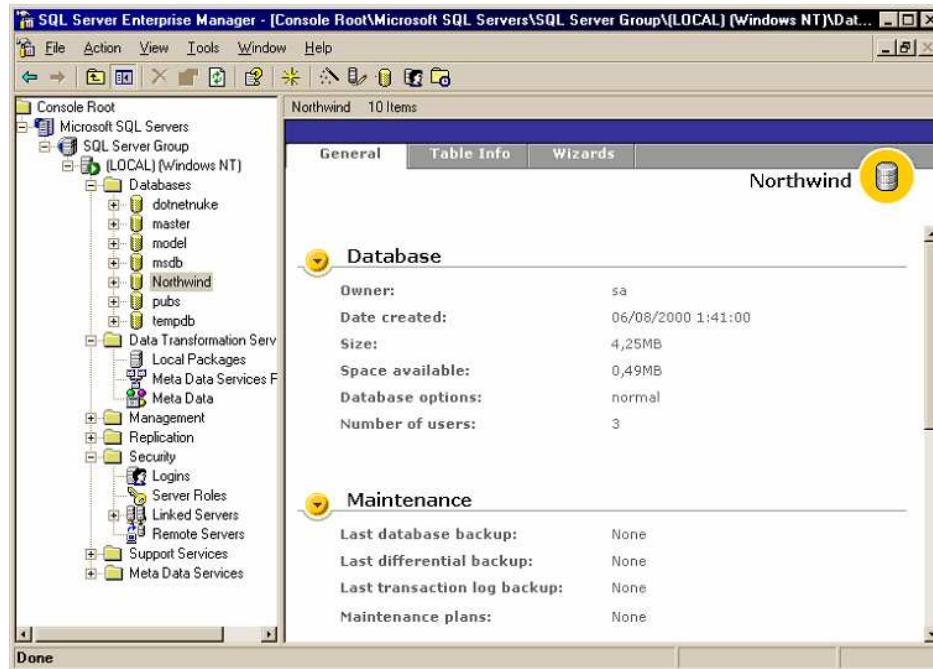 SQL Server Enterprise Manager - [Console Root\Microsoft SQL Servers\SQL Server Group\(LOCAL) (Windows NT)\Dat...
File Action View Tools Window Help
Console Root
Microsoft SQL Servers
SQL Server Group
(LOCAL) (Windows NT)
Databases
dotnetnuke
master
model
msdb
Northwind
pubs
tempdb
Data Transformation Serv
Local Packages
Meta Data Services F
Meta Data
Management
Replication
Security
Logins
Server Roles
Linked Servers
Remote Servers
Support Services
Meta Data Services
Northwind 10 Items
General Table Info Wizards
Northwind
Database
Owner: sa
Date created: 06/08/2000 1:41:00
Size: 4,25MB
Space available: 0,49MB
Database options: normal
Number of users: 3
Maintenance
Last database backup: None
Last differential backup: None
Last transaction log backup: None
Maintenance plans: None
Done